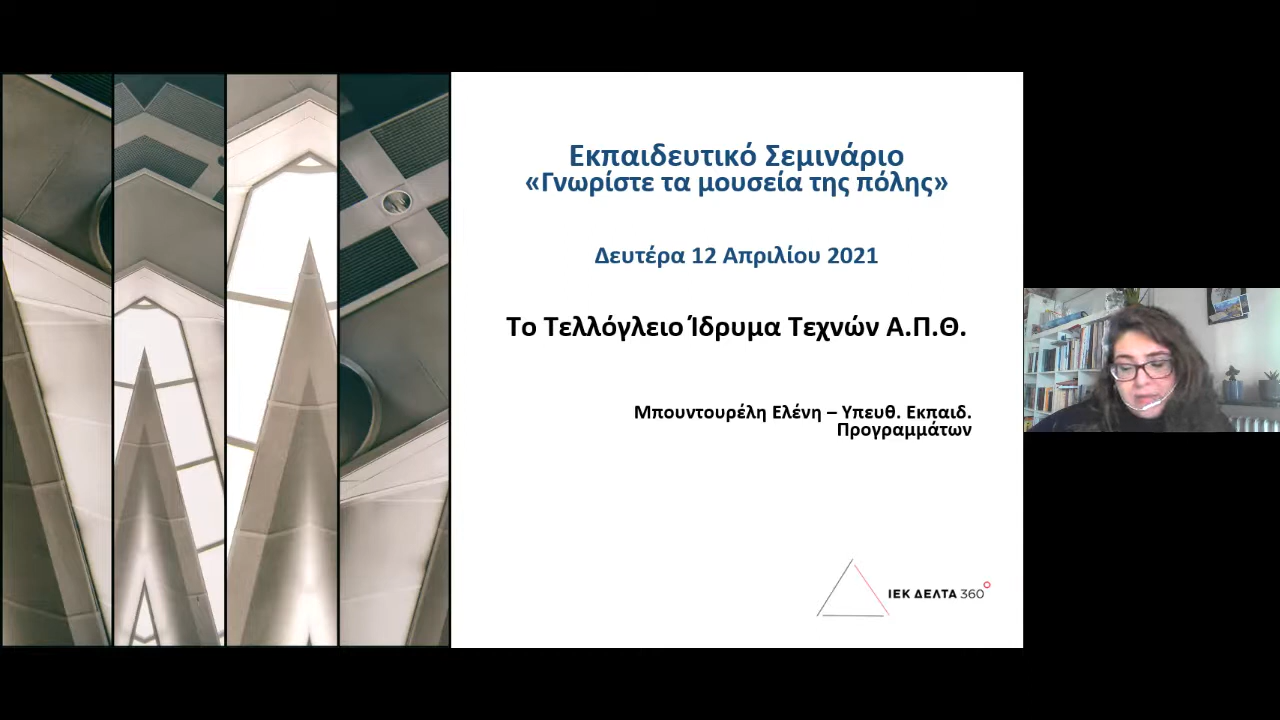 Εκπαιδευτικό Σεμινάριο
«Γνωρίστε τα μουσεία της πόλης»
Δευτέρα 12 Απριλίου 2021
Το Τελλόγλειο Ίδρυμα Τεχνών Α.Π.Θ.
Μπουντουρέλη Ελένη – Υπευθ. Εκπαιδ.
Προγραμμάτων
ΙΕΚ ΔΕΛΤΑ 360°